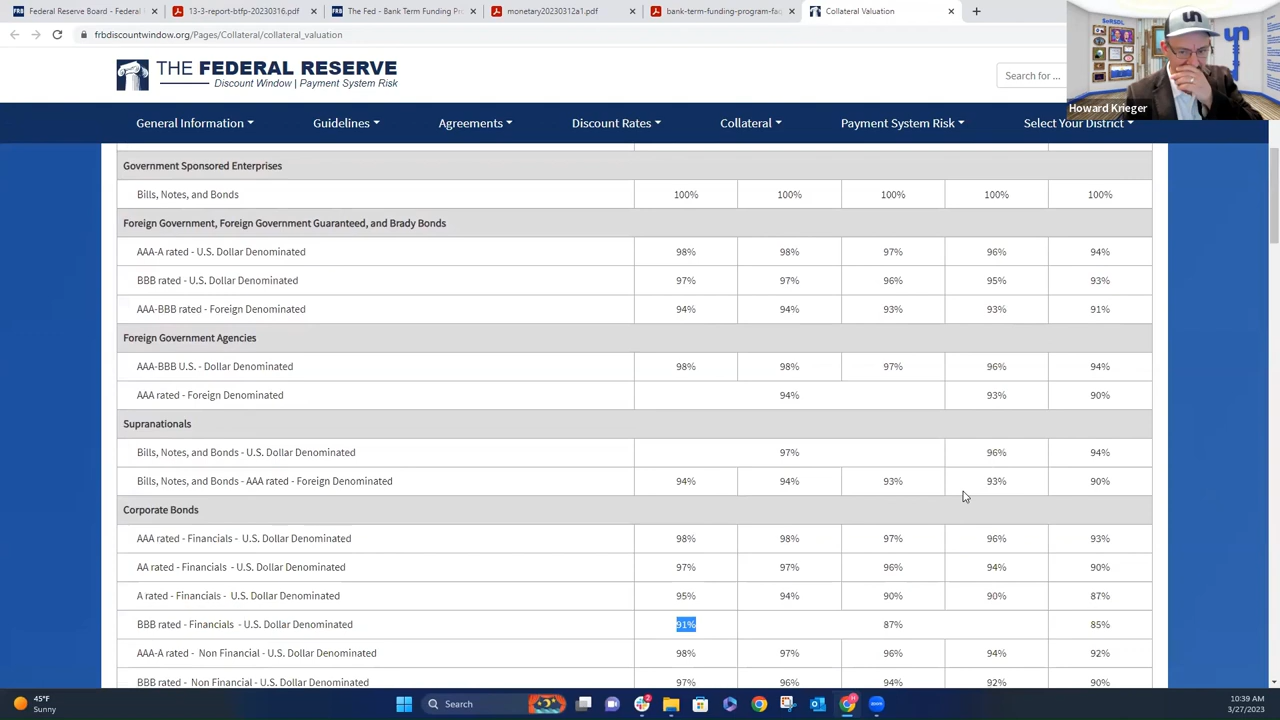 Federal Reserve Board - Bank
13-3-report-btfp-20230316.pdf
The Fed - Bank Term Funding Pro
monetary20230312a1.pdf
bank-term-funding-program-faq
Collateral Valuation
frbdiscountwindow.org/Pages/Collateral/collateral_valuation
THE FEDERAL RESERVE
Discount Window | Payment System Risk
Search for ...
SeRSDL
un
Howard Krieger
General Information Guidelines Agreements Discount Rates Collateral Payment System Risk Select Your District
Government Sponsored Enterprises
Bills, Notes, and Bonds 100% 100% 100% 100% 100%
Foreign Government, Foreign Government Guaranteed, and Brady Bonds
AAA-A rated - U.S. Dollar Denominated 98% 98% 97% 96% 94%
BBB rated - U.S. Dollar Denominated 97% 97% 96% 95% 93%
AAA-BBB rated - Foreign Denominated 94% 94% 93% 93% 91%
Foreign Government Agencies
AAA-BBB U.S. - Dollar Denominated 98% 98% 97% 96% 94%
AAA rated - Foreign Denominated 94% 93% 90%
Supranationals
Bills, Notes, and Bonds - U.S. Dollar Denominated 97% 96% 94%
Bills, Notes, and Bonds - AAA rated - Foreign Denominated 94% 94% 93% 93% 90%
Corporate Bonds
AAA rated - Financials - U.S. Dollar Denominated 98% 98% 97% 96% 93%
AA rated - Financials - U.S. Dollar Denominated 97% 97% 96% 94% 90%
A rated - Financials - U.S. Dollar Denominated 95% 94% 90% 90% 87%
BBB rated - Financials - U.S. Dollar Denominated 91% 87% 85%
AAA-A rated - Non Financial - U.S. Dollar Denominated 98% 97% 96% 94% 92%
BBB rated - Non Financial - U.S. Dollar Denominated 97% 96% 94% 92% 90%
45°F
Sunny
Search
10:39 AM
3/27/2023